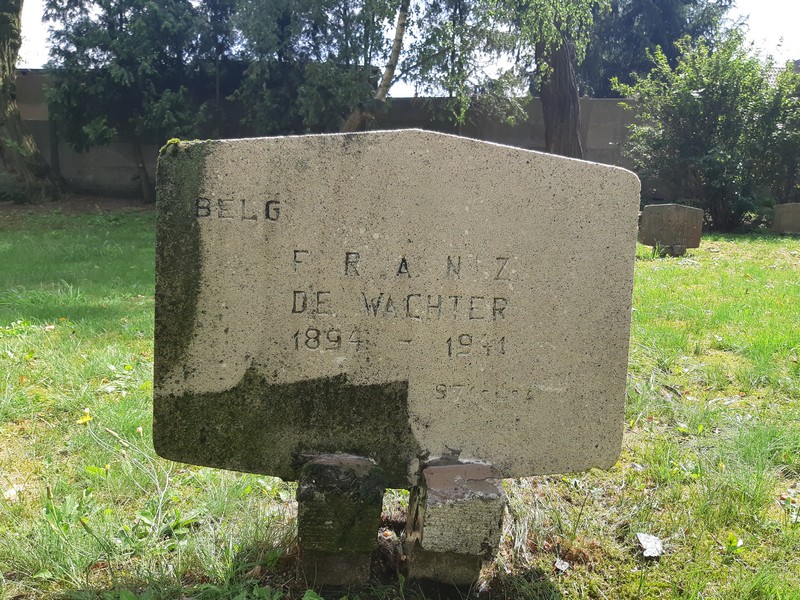 BELG
FRANZ
DE WACHTER
1894 - 1941